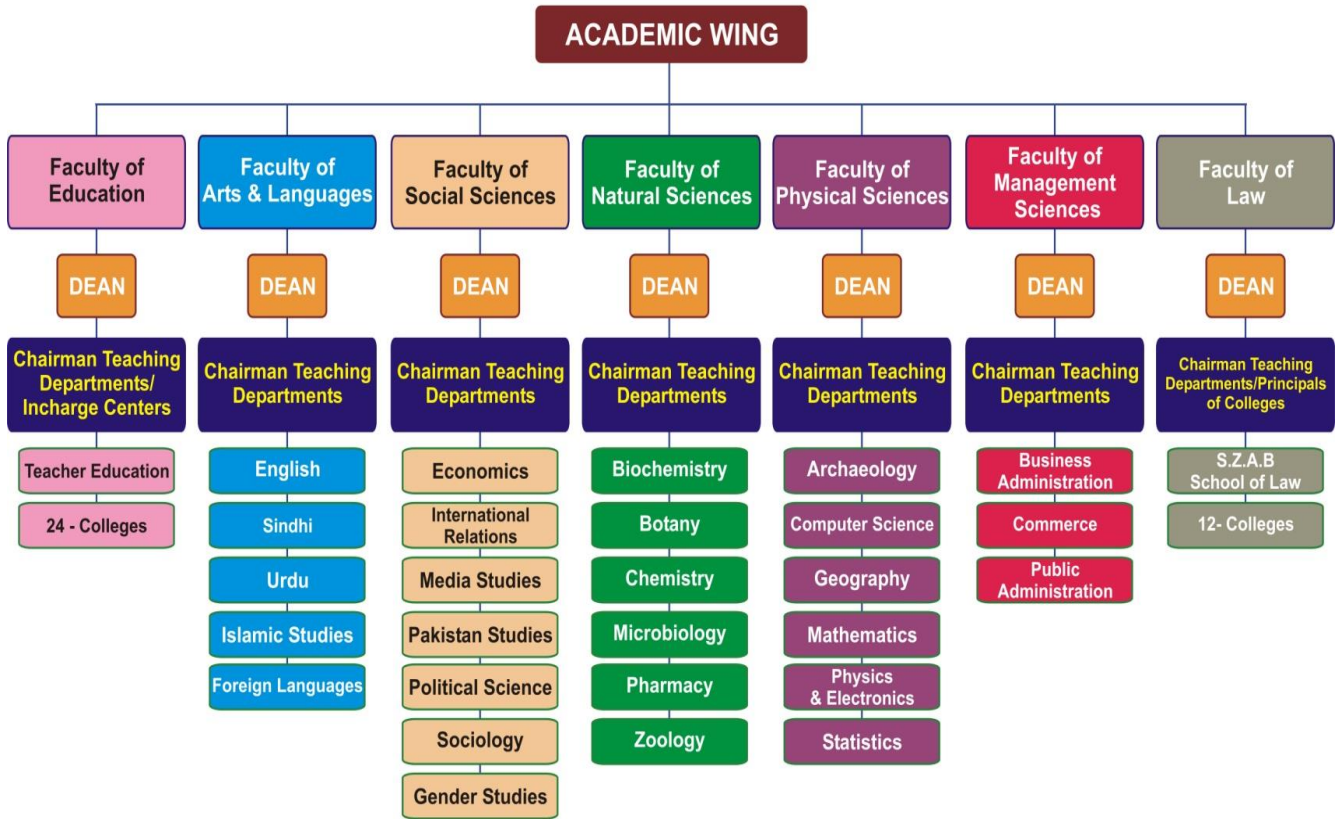 ACADEMIC WING
Faculty of
Education
Faculty of
Arts & Languages
Faculty of
Social Sciences
Faculty of
Natural Sciences
Faculty of
Physical Sciences
Faculty of
Management
Sciences
Faculty of
Law
DEAN
DEAN
DEAN
DEAN
DEAN
DEAN
DEAN
Chairman Teaching
Departments/
Incharge Centers
Chairman Teaching
Departments
Chairman Teaching
Departments
Chairman Teaching
Departments
Chairman Teaching
Departments
Chairman Teaching
Departments
Chairman Teaching
Departments/Principals
of Colleges
Teacher Education
24 - Colleges
English
Sindhi
Urdu
Islamic Studies
Foreign Languages
Economics
International
Relations
Media Studies
Pakistan Studies
Political Science
Sociology
Gender Studies
Biochemistry
Botany
Chemistry
Microbiology
Pharmacy
Zoology
Archaeology
Computer Science
Geography
Mathematics
Physics
& Electronics
Statistics
Business
Administration
Commerce
Public
Administration
S.Z.A.B
School of Law
12- Colleges